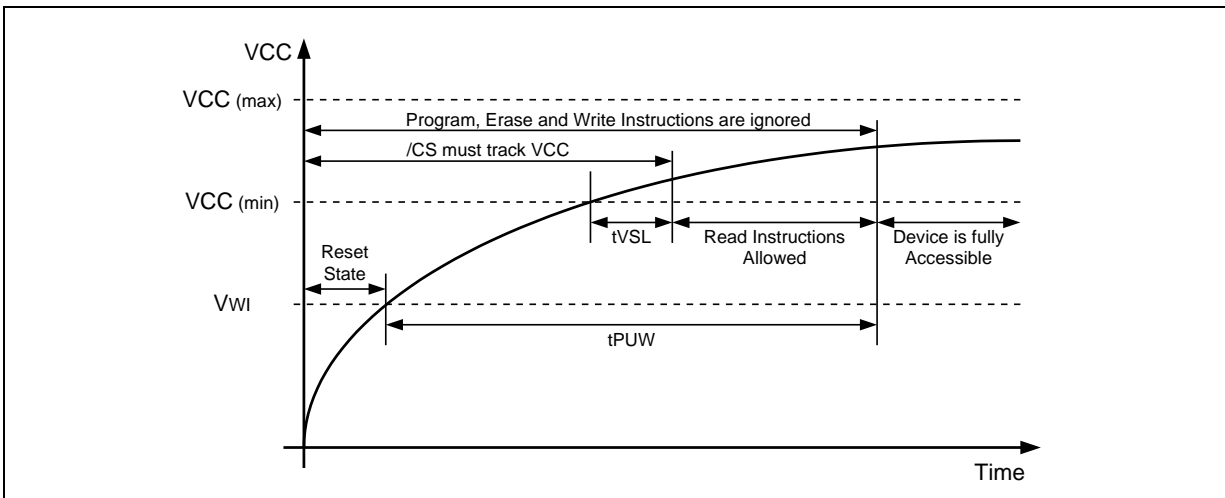 VCC
VCC (max)
Program, Erase and Write Instructions are ignored
/CS must track VCC
VCC (min)
tVSL
Read Instructions
Allowed
Device is fully
Accessible
Reset
State
VWI
tPUW
Time